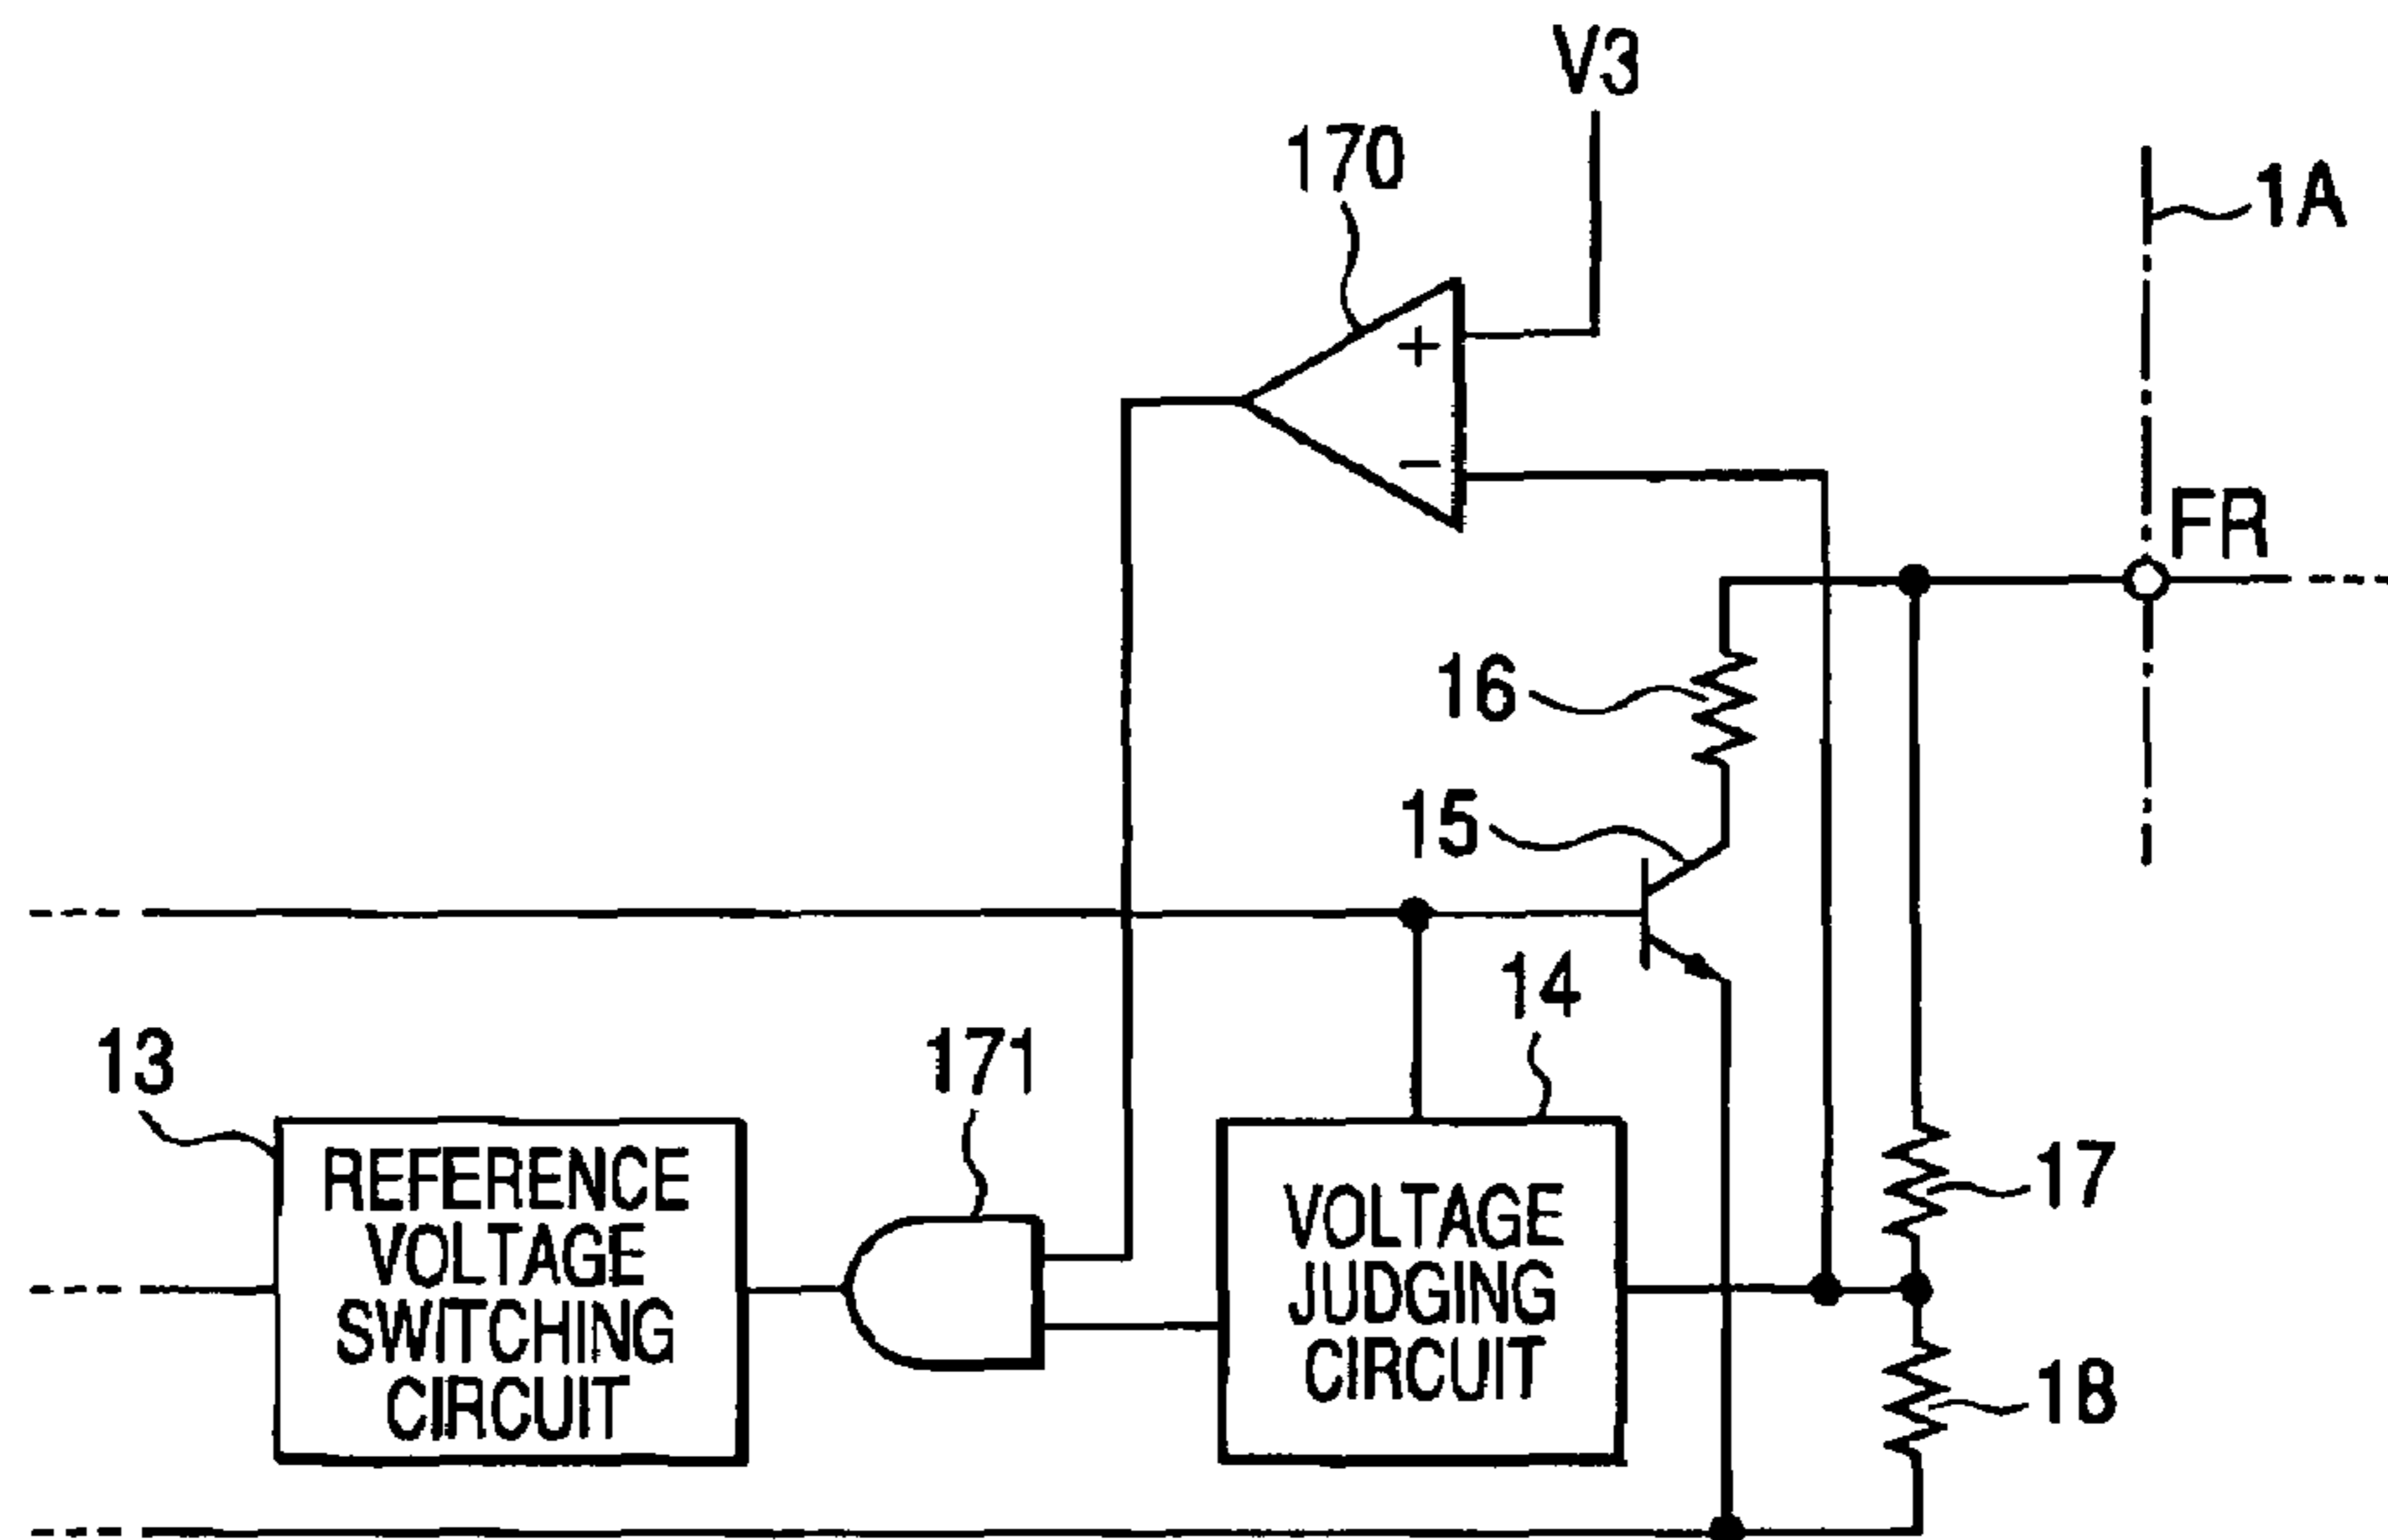 V3
170
1A
+
−
FR
16
15
14
13
171
REFERENCE
VOLTAGE
SWITCHING
CIRCUIT
VOLTAGE
JUDGING
CIRCUIT
17
18